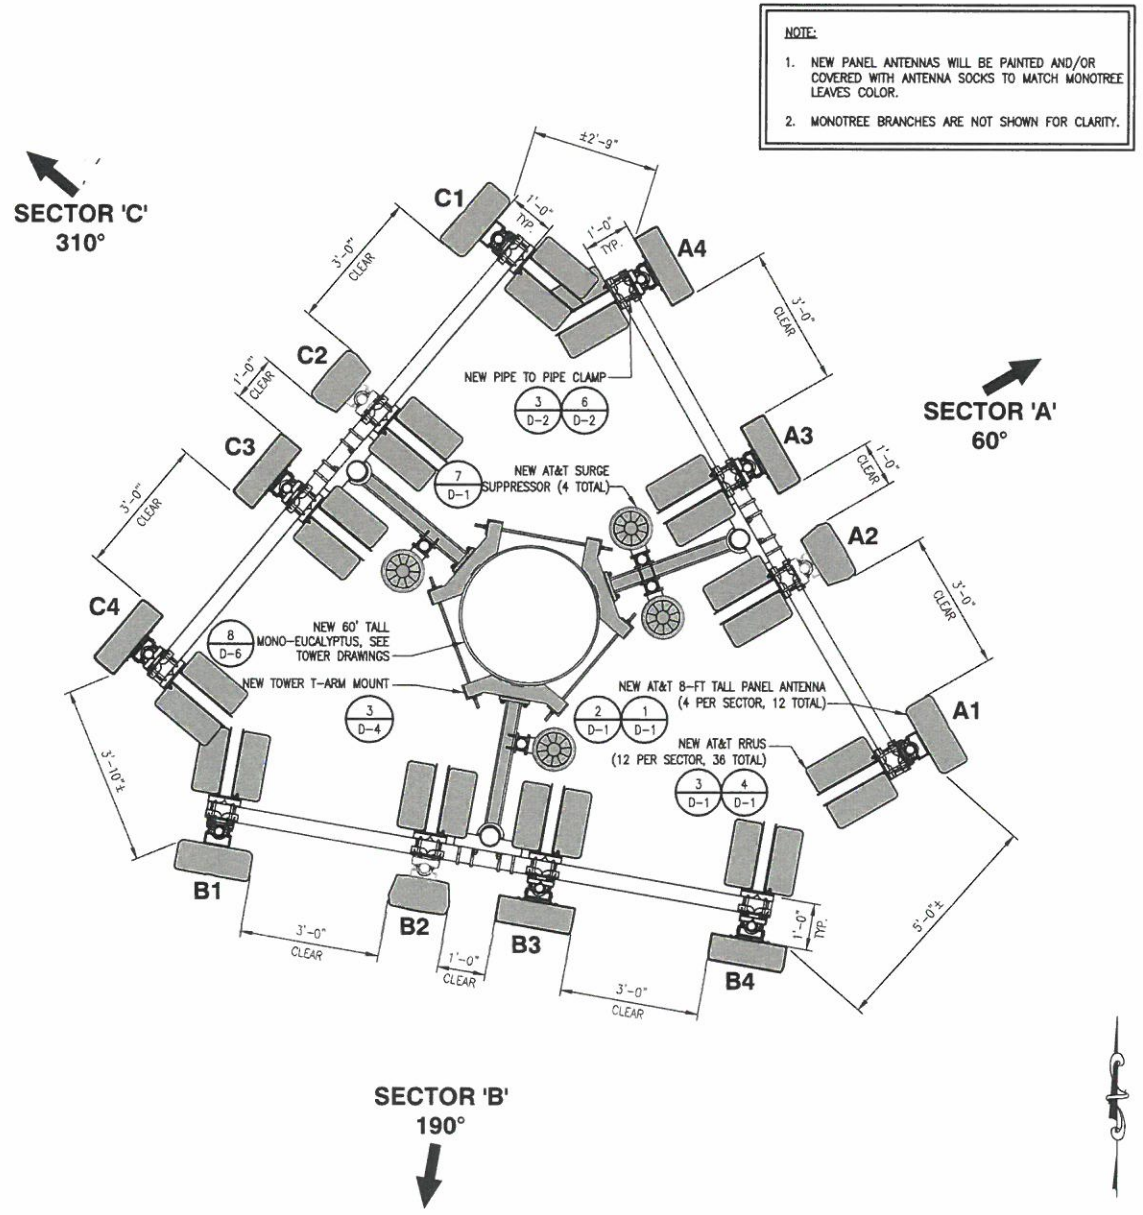 NOTE:
1. NEW PANEL ANTENNAS WILL BE PAINTED AND/OR
COVERED WITH ANTENNA SOCKS TO MATCH MONOTREE
LEAVES COLOR.
2. MONOTREE BRANCHES ARE NOT SHOWN FOR CLARITY.
SECTOR 'C'
310°
±2'-9"
C1
1'-0"
TYP.
1'-0"
TYP.
A4
3'-0"
CLEAR
3'-0"
CLEAR
C2
1'-0"
CLEAR
NEW PIPE TO PIPE CLAMP
3
D-2
6
D-2
SECTOR 'A'
60°
C3
A3
1'-0"
CLEAR
7
D-1
NEW AT&T SURGE
SUPPRESSOR (4 TOTAL)
3'-0"
CLEAR
A2
3'-0"
CLEAR
C4
8
D-6
NEW 60' TALL
MONO-EUCALYPTUS, SEE
TOWER DRAWINGS
NEW TOWER T-ARM MOUNT
3
D-4
NEW AT&T 8-FT TALL PANEL ANTENNA
(4 PER SECTOR, 12 TOTAL)
2
D-1
1
D-1
A1
NEW AT&T RRUS
(12 PER SECTOR, 36 TOTAL)
3
D-1
4
D-1
3'-10"±
B1
B2
B3
B4
3'-0"
CLEAR
1'-0"
CLEAR
3'-0"
CLEAR
1'-0"
TYP.
5'-0"±
SECTOR 'B'
190°